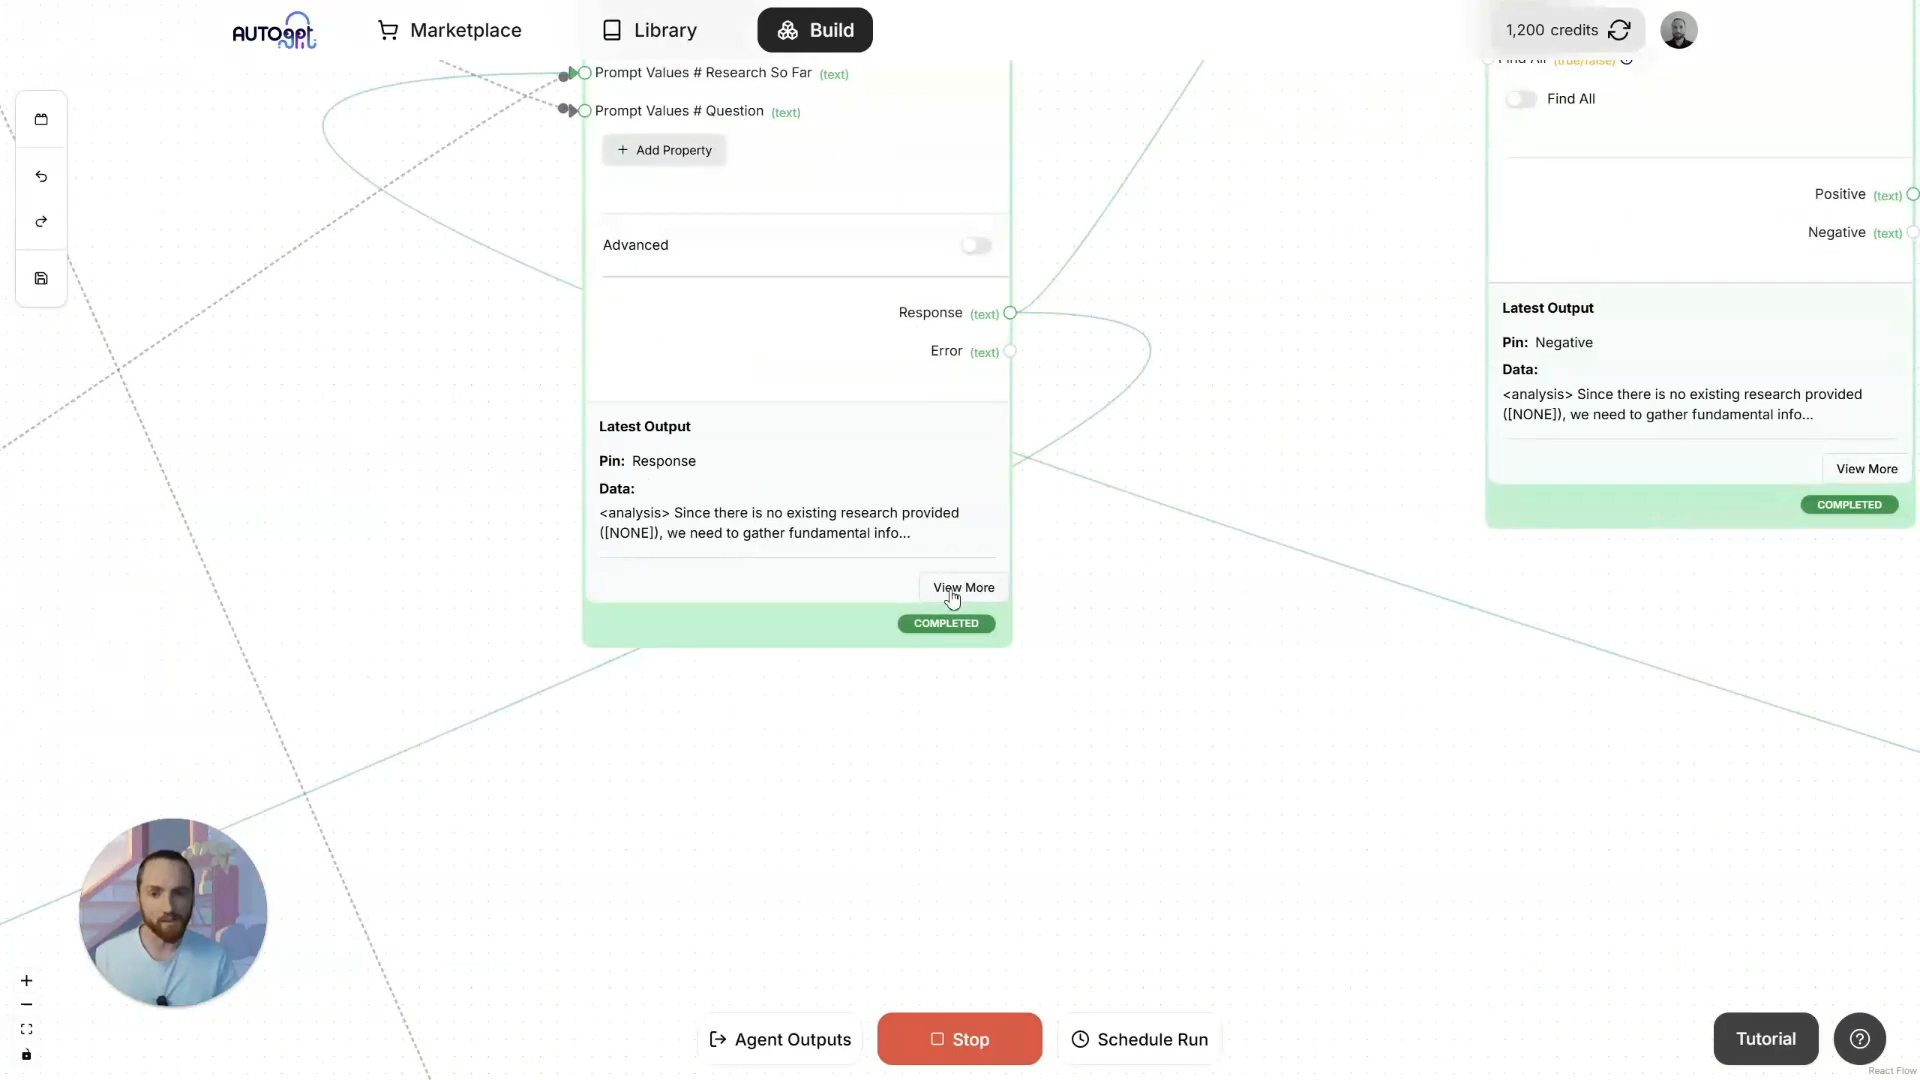 AUTOgpt
Marketplace
Library
Build
1,200 credits
Prompt Values # Research So Far (text)
Prompt Values # Question (text)
+ Add Property
Advanced
Response (text)
Error (text)
Latest Output
Pin: Response
Data:
<analysis> Since there is no existing research provided
([NONE]), we need to gather fundamental info...
View More
COMPLETED
Find All (true/false)
Find All
Positive (text)
Negative (text)
Latest Output
Pin: Negative
Data:
<analysis> Since there is no existing research provided
([NONE]), we need to gather fundamental info...
View More
COMPLETED
Agent Outputs
Stop
Schedule Run
Tutorial
React Flow